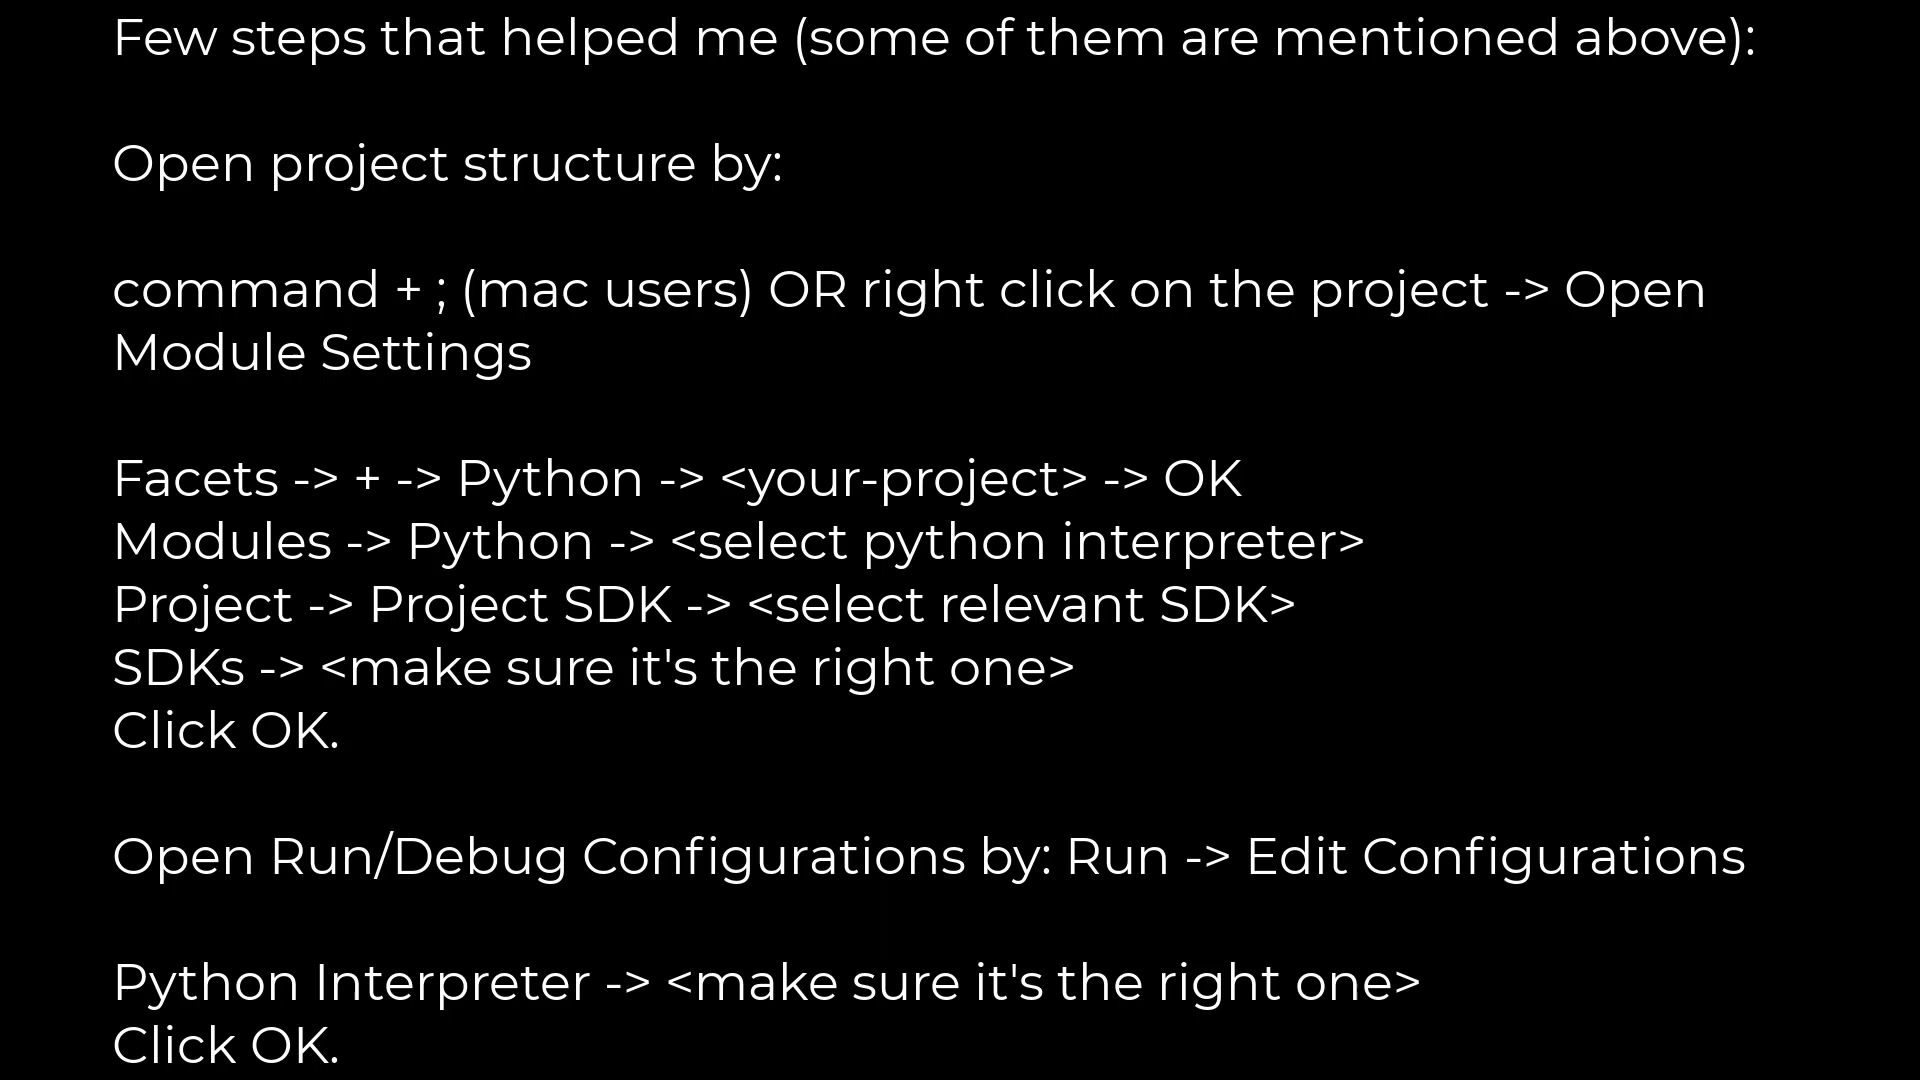 Few steps that helped me (some of them are mentioned above):
Open project structure by:
command + ; (mac users) OR right click on the project -> Open
Module Settings
Facets -> + -> Python -> <your-project> -> OK
Modules -> Python -> <select python interpreter>
Project -> Project SDK -> <select relevant SDK>
SDKs -> <make sure it's the right one>
Click OK.
Open Run/Debug Configurations by: Run -> Edit Configurations
Python Interpreter -> <make sure it's the right one>
Click OK.